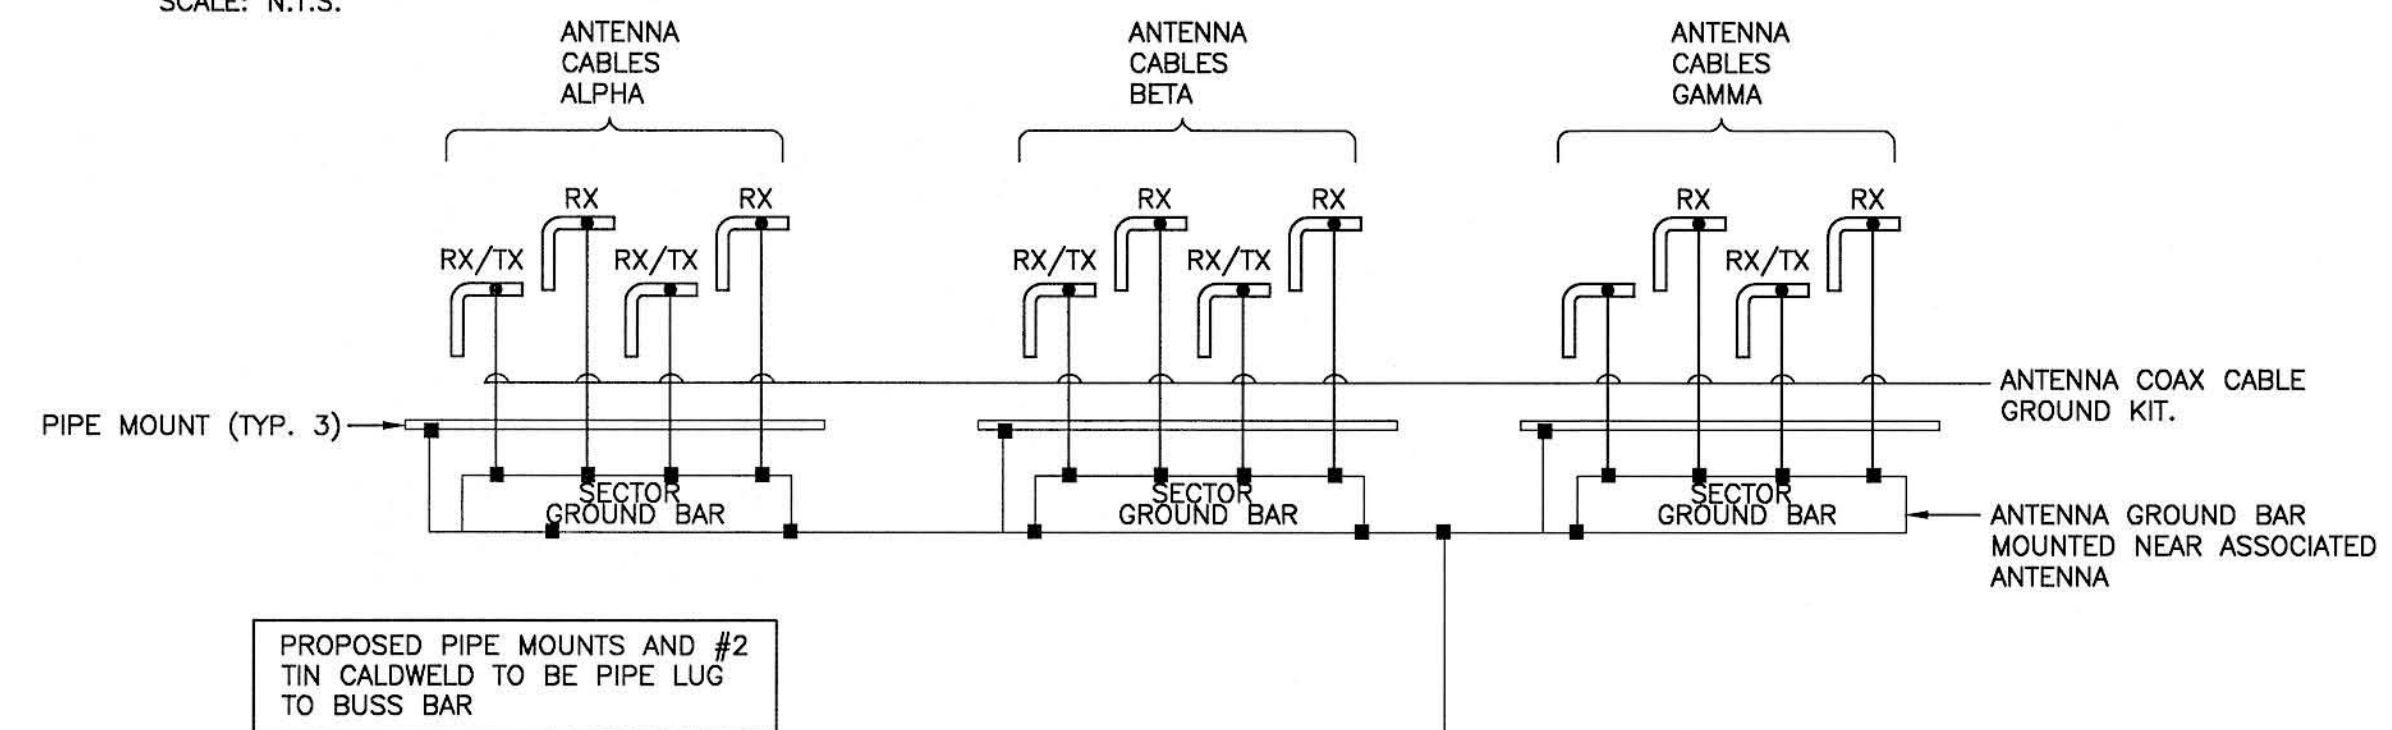 SCALE: N.T.S.
ANTENNA
CABLES
ALPHA
ANTENNA
CABLES
BETA
ANTENNA
CABLES
GAMMA
RX
RX
RX
RX
RX
RX
RX/TX
RX/TX
RX/TX
RX/TX
RX/TX
ANTENNA COAX CABLE
GROUND KIT.
PIPE MOUNT (TYP. 3)
SECTOR
GROUND BAR
SECTOR
GROUND BAR
SECTOR
GROUND BAR
ANTENNA GROUND BAR
MOUNTED NEAR ASSOCIATED
ANTENNA
PROPOSED PIPE MOUNTS AND #2
TIN CALDWELD TO BE PIPE LUG
TO BUSS BAR